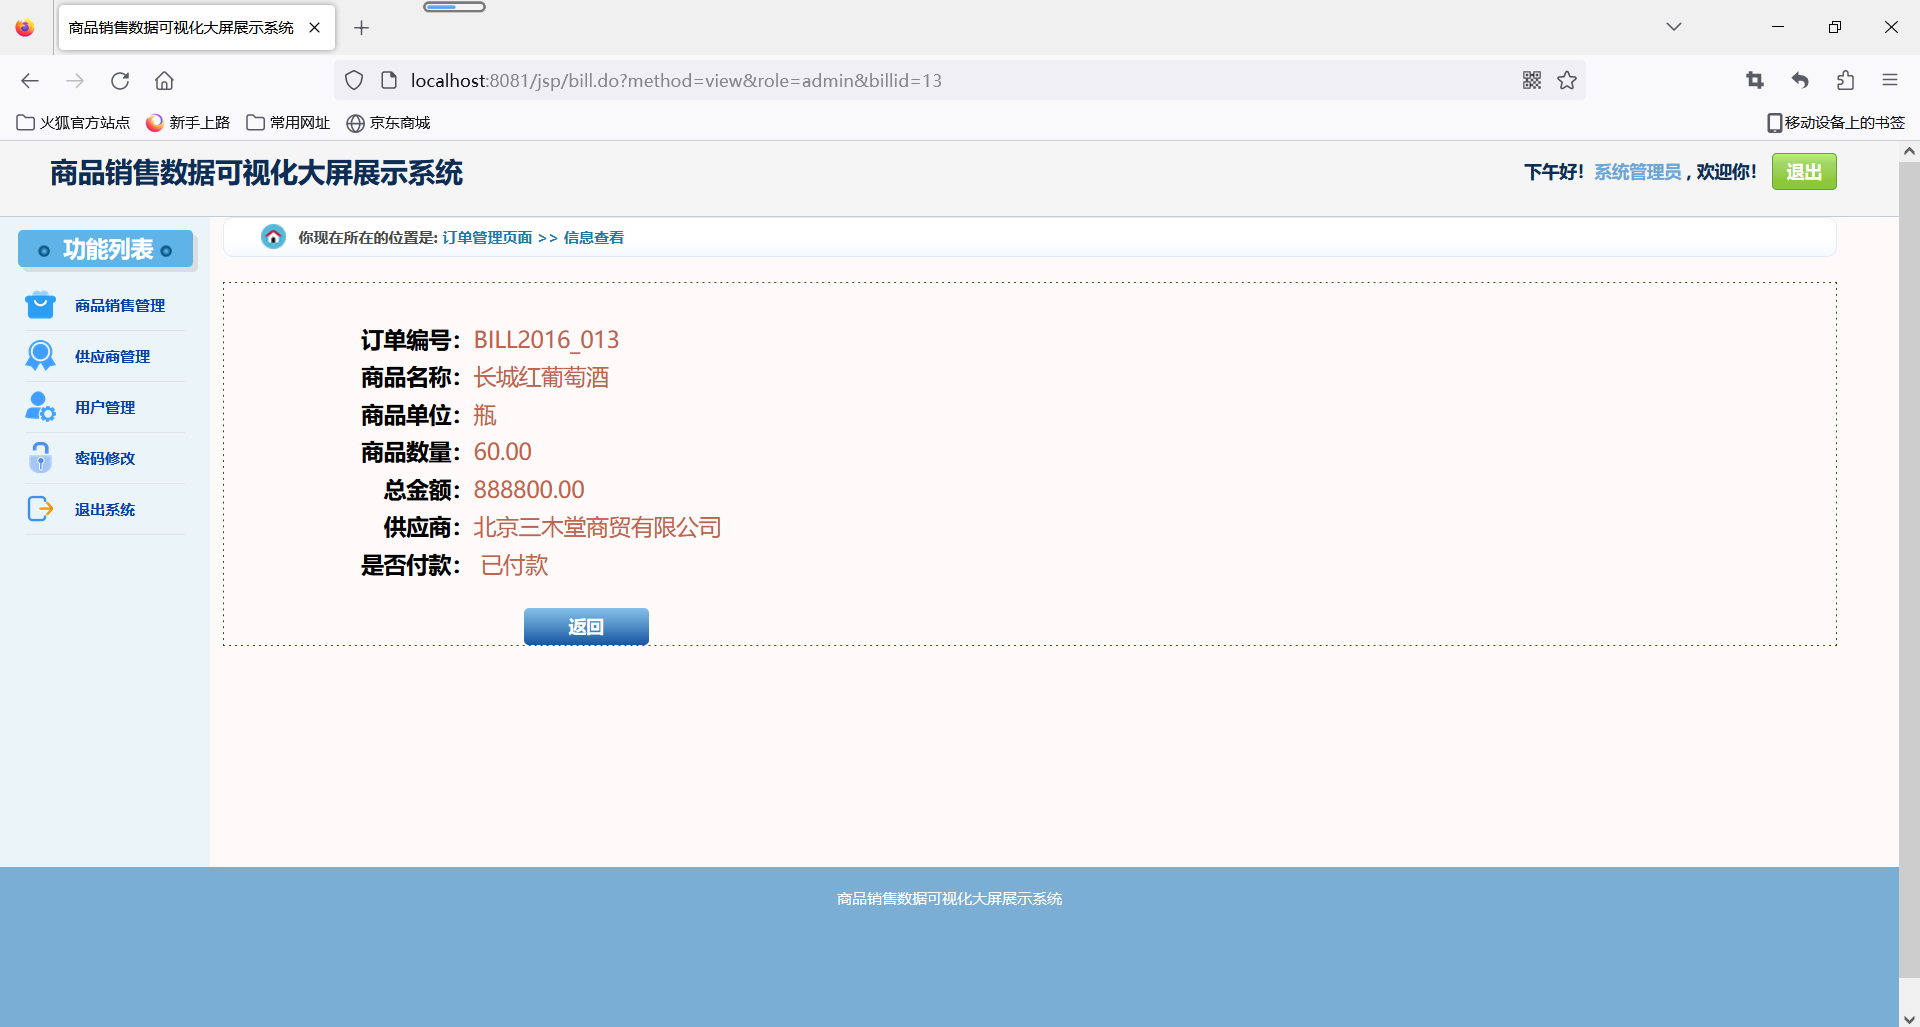 商品销售数据可视化大屏展示系统
localhost:8081/jsp/bill.do?method=view&role=admin&billid=13
火狐官方站点 新手上路 常用网址 京东商城 移动设备上的书签
商品销售数据可视化大屏展示系统
下午好! 系统管理员 , 欢迎你! 退出
功能列表
商品销售管理
供应商管理
用户管理
密码修改
退出系统
你现在所在的位置是: 订单管理页面 >> 信息查看
订单编号: BILL2016_013
商品名称: 长城红葡萄酒
商品单位: 瓶
商品数量: 60.00
总金额: 888800.00
供应商: 北京三木堂商贸有限公司
是否付款: 已付款
返回
商品销售数据可视化大屏展示系统